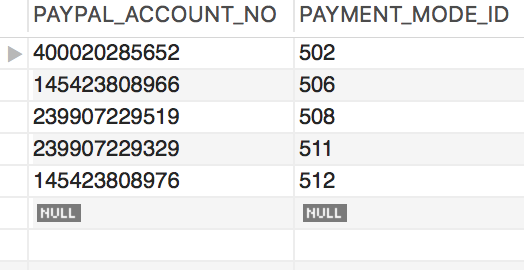 PAYPAL_ACCOUNT_NO PAYMENT_MODE_ID
400020285652 502
145423808966 506
239907229519 508
239907229329 511
145423808976 512
NULL NULL